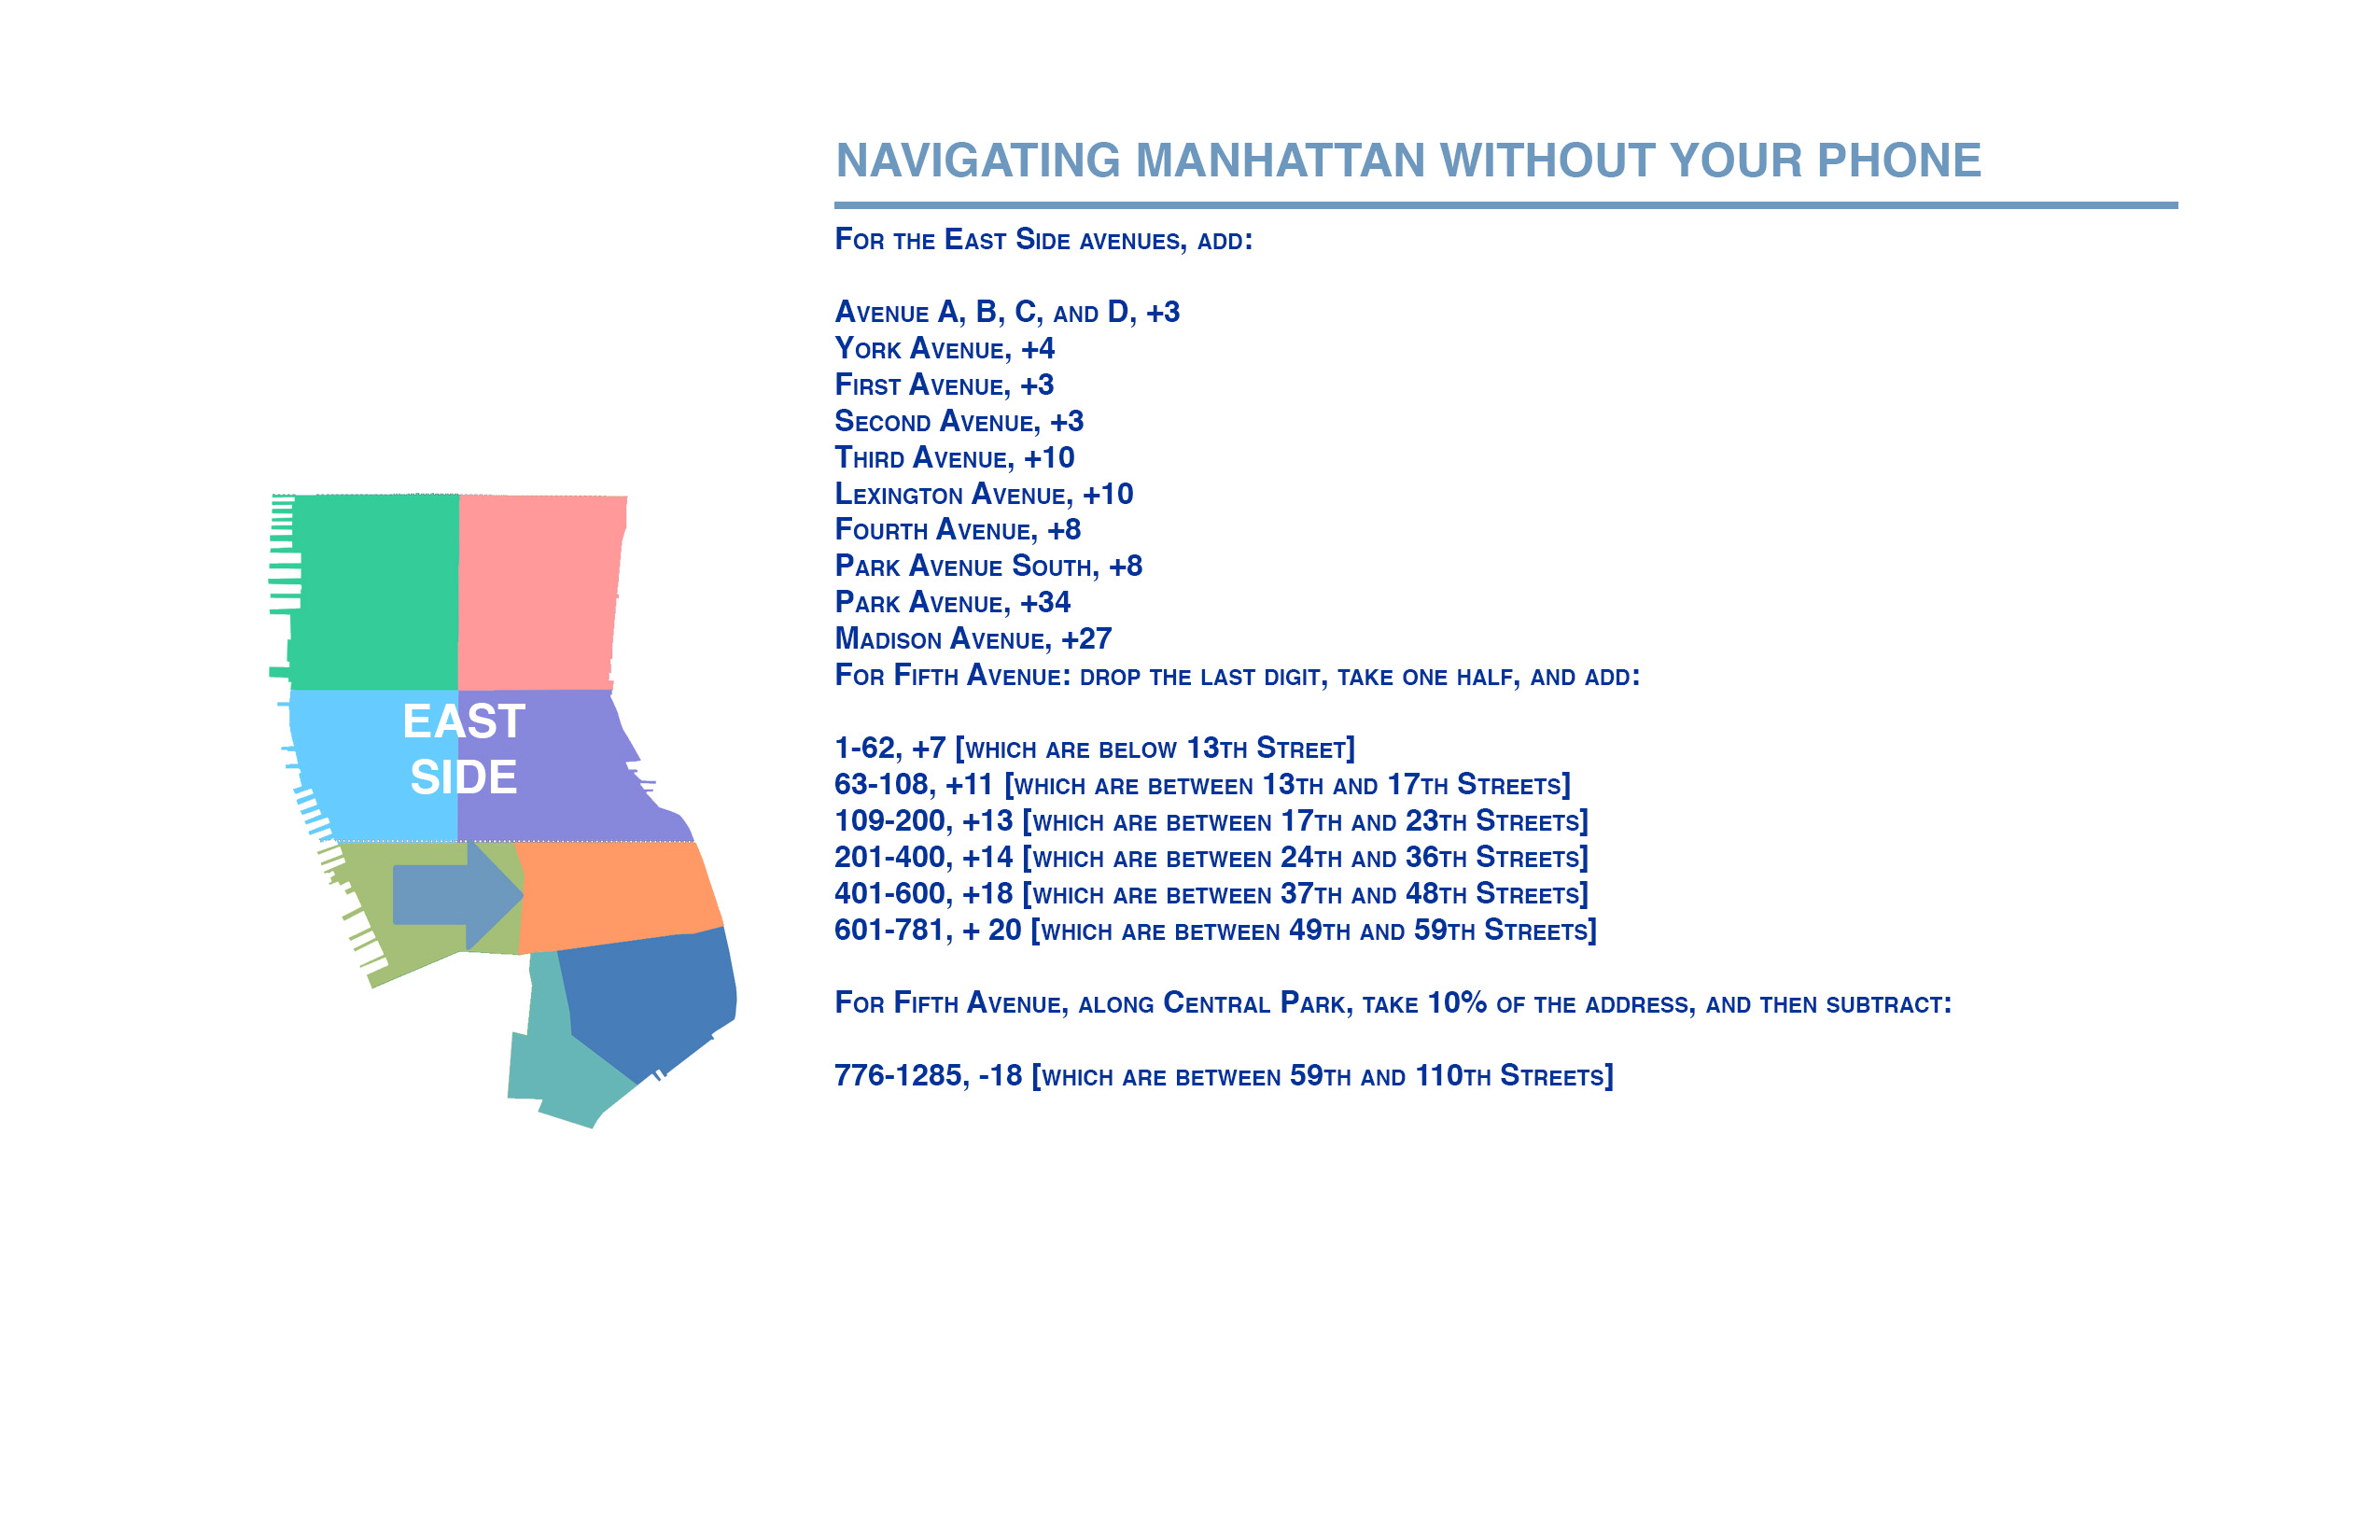 NAVIGATING MANHATTAN WITHOUT YOUR PHONE
For the East Side avenues, add:
Avenue A, B, C, and D, +3
York Avenue, +4
First Avenue, +3
Second Avenue, +3
Third Avenue, +10
Lexington Avenue, +10
Fourth Avenue, +8
Park Avenue South, +8
Park Avenue, +34
Madison Avenue, +27
For Fifth Avenue: drop the last digit, take one half, and add:
1-62, +7 [which are below 13th Street]
63-108, +11 [which are between 13th and 17th Streets]
109-200, +13 [which are between 17th and 23th Streets]
201-400, +14 [which are between 24th and 36th Streets]
401-600, +18 [which are between 37th and 48th Streets]
601-781, + 20 [which are between 49th and 59th Streets]
For Fifth Avenue, along Central Park, take 10% of the address, and then subtract:
776-1285, -18 [which are between 59th and 110th Streets]
EAST
SIDE